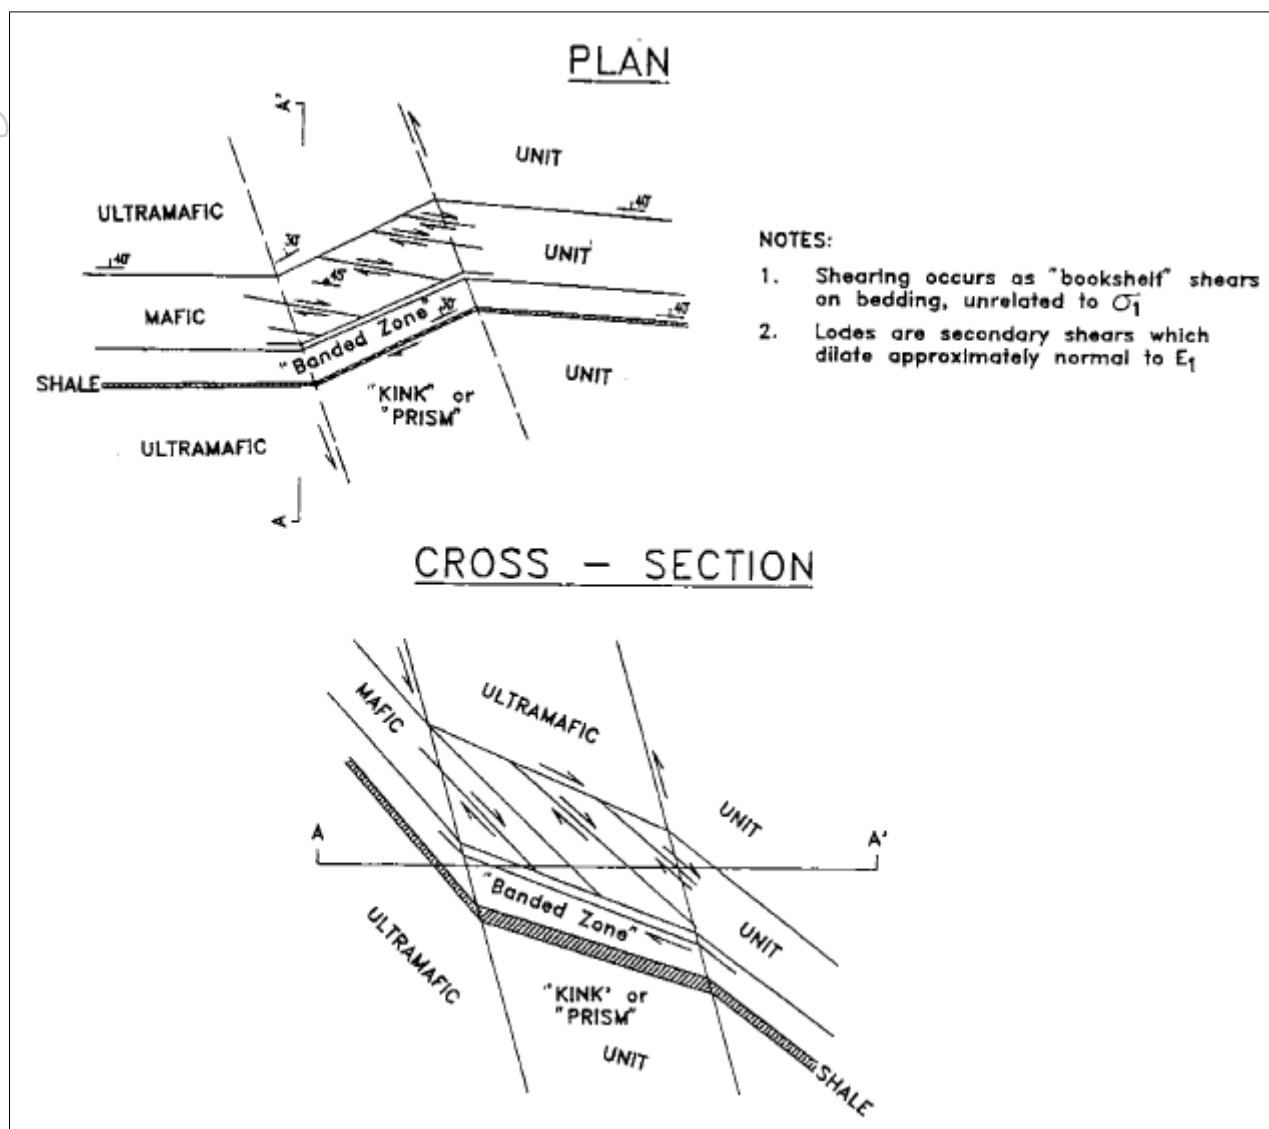 PLAN
A'
UNIT
ULTRAMAFIC
40'
30'
40'
UNIT
45'
MAFIC
"Banded Zone"
30'
40'
SHALE
UNIT
"KINK" or
"PRISM"
ULTRAMAFIC
A
NOTES:
1. Shearing occurs as "bookshelf" shears
on bedding, unrelated to σ1
2. Lodes are secondary shears which
dilate approximately normal to E1
CROSS - SECTION
MAFIC
ULTRAMAFIC
UNIT
A
A'
"Banded Zone"
ULTRAMAFIC
UNIT
"KINK' or
"PRISM"
UNIT
SHALE